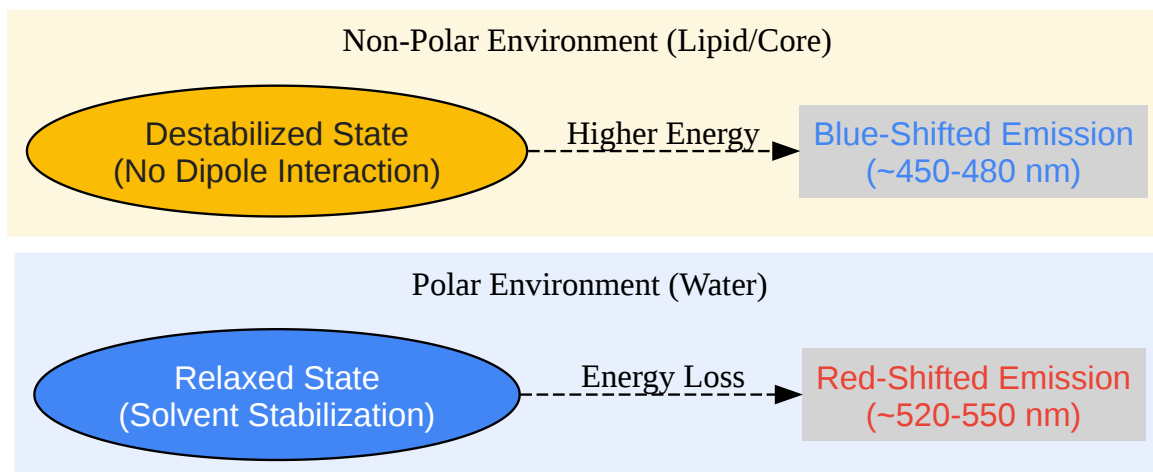 Non-Polar Environment (Lipid/Core)
Destabilized State
(No Dipole Interaction)
Higher Energy
Blue-Shifted Emission
(~450-480 nm)
Polar Environment (Water)
Relaxed State
(Solvent Stabilization)
Energy Loss
Red-Shifted Emission
(~520-550 nm)